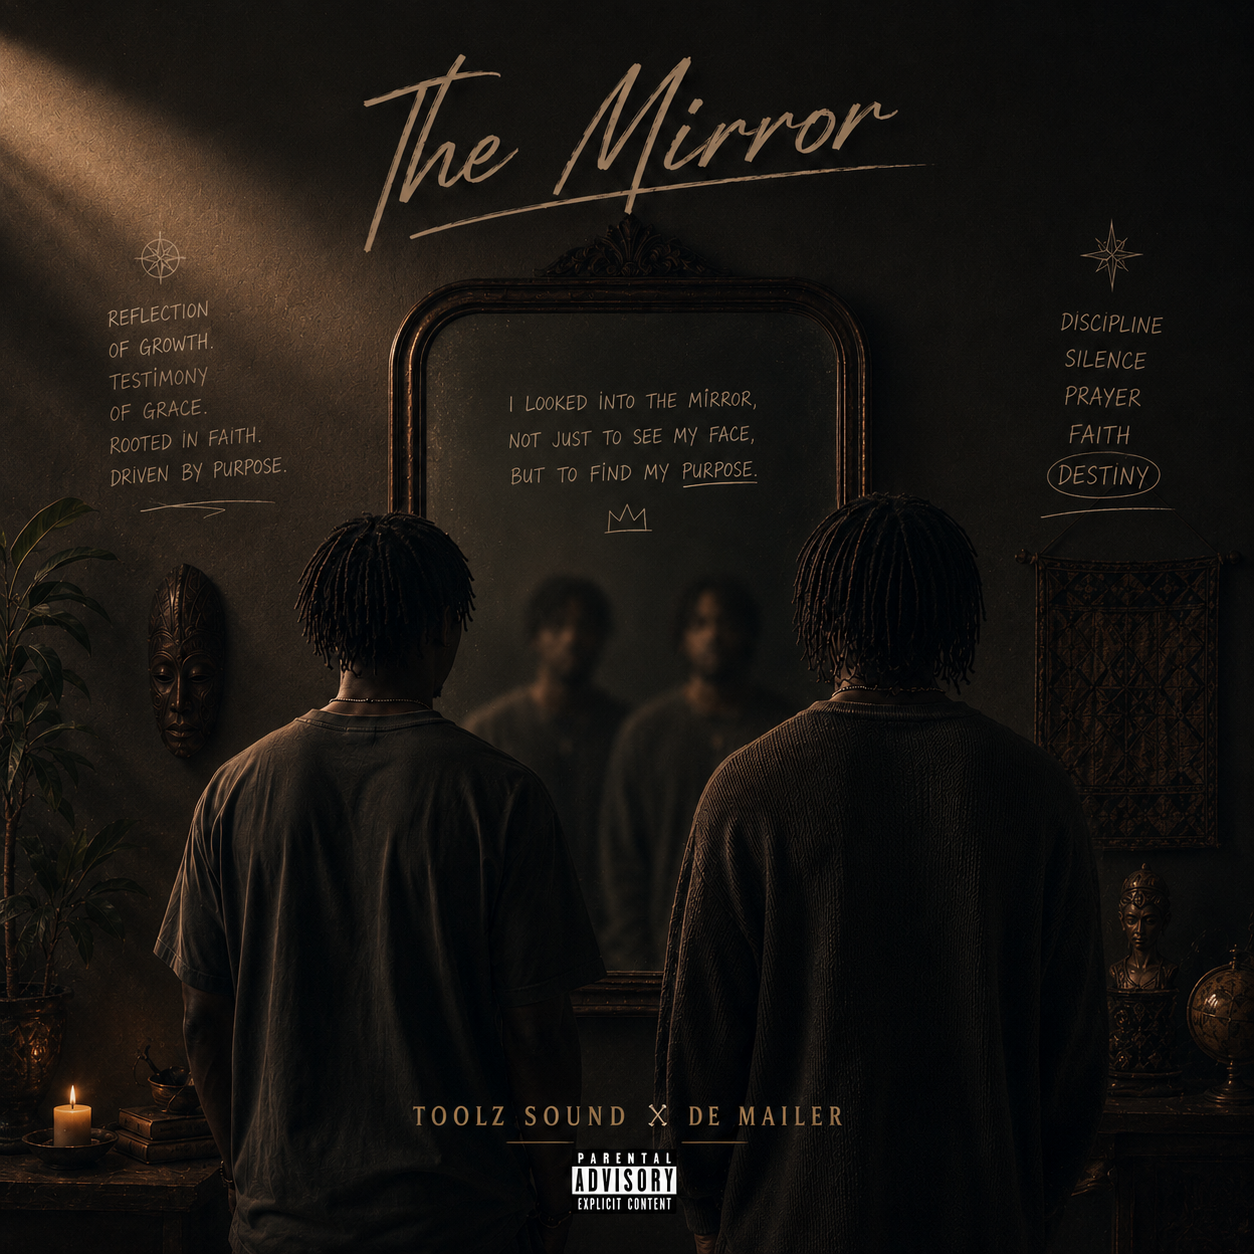 The Mirror
REFLECTION
OF GROWTH.
TESTIMONY
OF GRACE.
ROOTED IN FAITH.
DRIVEN BY PURPOSE.
I LOOKED INTO THE MIRROR,
NOT JUST TO SEE MY FACE,
BUT TO FIND MY PURPOSE.
DISCIPLINE
SILENCE
PRAYER
FAITH
DESTINY
TOOLZ SOUND X DE MAILER
PARENTAL
ADVISORY
EXPLICIT CONTENT